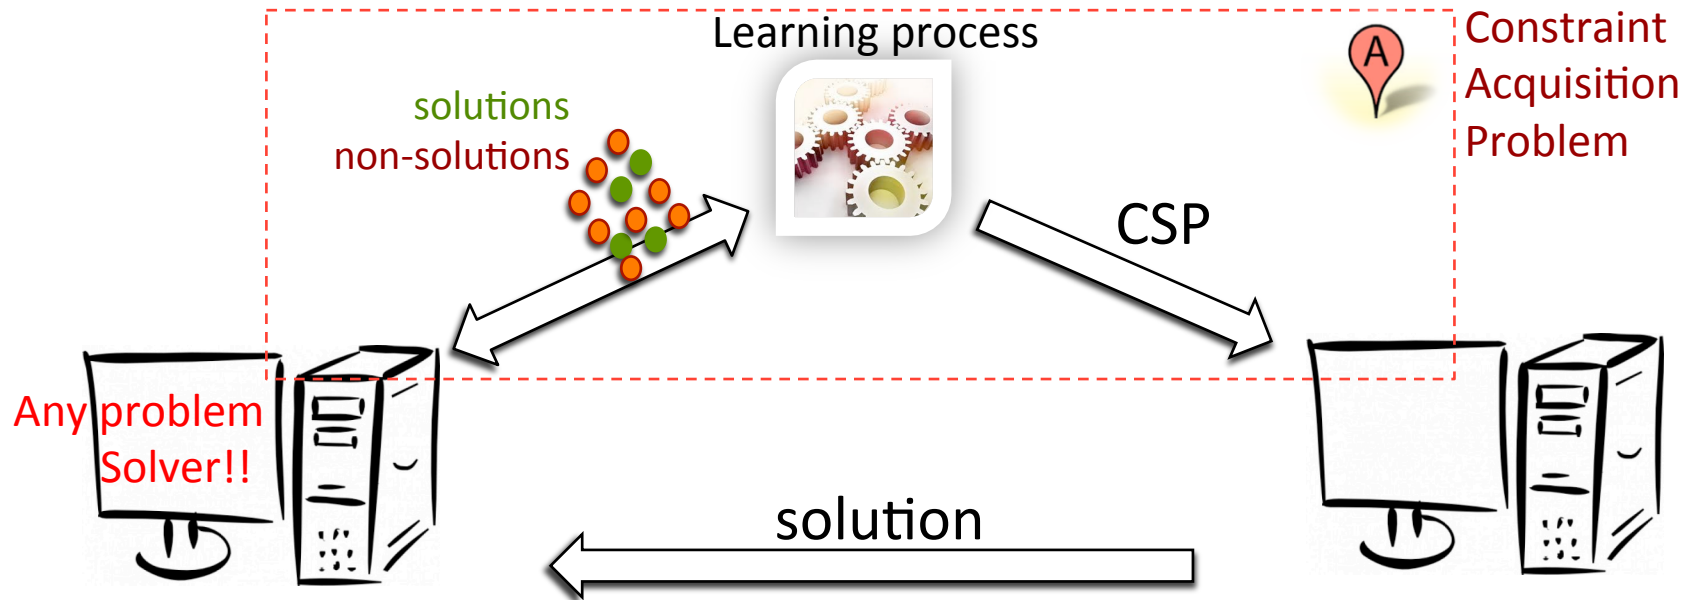 Learning process
A
Constraint
Acquisition
Problem
solutions
non-solutions
CSP
Any problem
Solver!!
solution